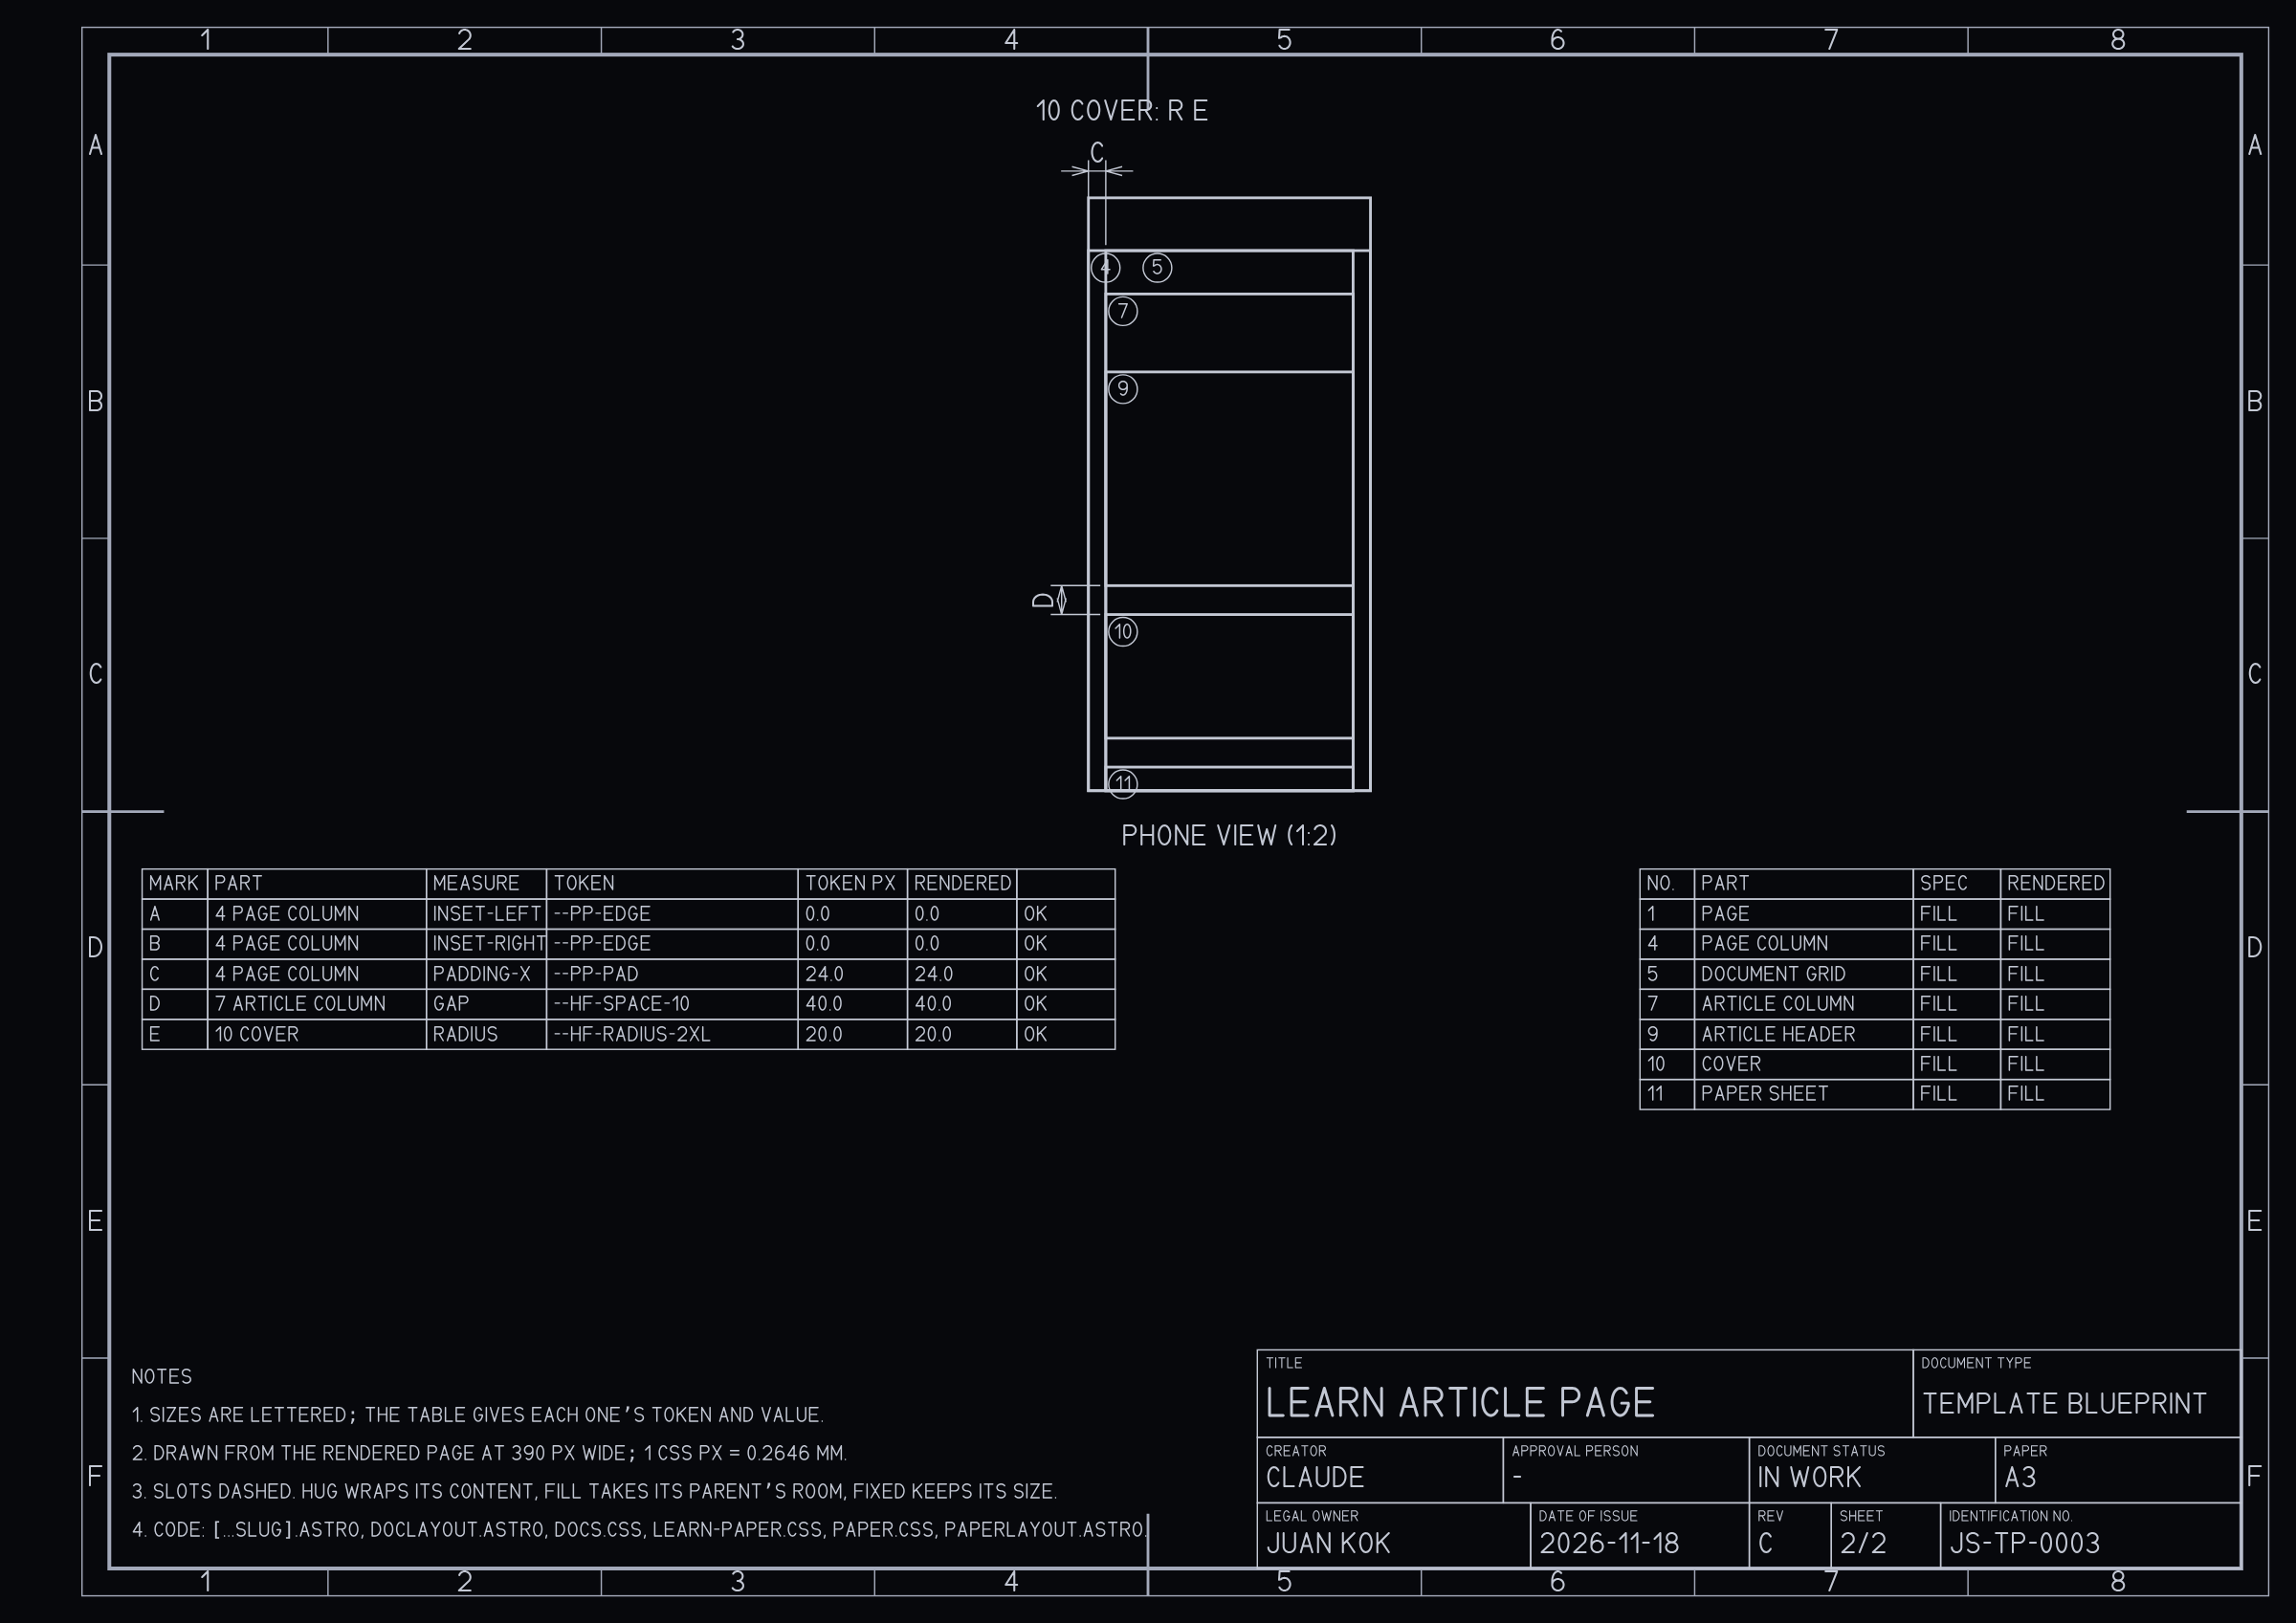 1 2 3 4 5 6 7 8
10 COVER: R E
A A
C
4 5
7
B B
9
D
10
C C
11
PHONE VIEW (1:2)
MARK PART MEASURE TOKEN TOKEN PX RENDERED
A 4 PAGE COLUMN INSET-LEFT --PP-EDGE 0.0 0.0 OK
B 4 PAGE COLUMN INSET-RIGHT --PP-EDGE 0.0 0.0 OK
C 4 PAGE COLUMN PADDING-X --PP-PAD 24.0 24.0 OK
D 7 ARTICLE COLUMN GAP --HF-SPACE-10 40.0 40.0 OK
E 10 COVER RADIUS --HF-RADIUS-2XL 20.0 20.0 OK
NO. PART SPEC RENDERED
1 PAGE FILL FILL
4 PAGE COLUMN FILL FILL
5 DOCUMENT GRID FILL FILL
7 ARTICLE COLUMN FILL FILL
9 ARTICLE HEADER FILL FILL
10 COVER FILL FILL
11 PAPER SHEET FILL FILL
D D
E E
NOTES
1. SIZES ARE LETTERED; THE TABLE GIVES EACH ONE'S TOKEN AND VALUE.
2. DRAWN FROM THE RENDERED PAGE AT 390 PX WIDE; 1 CSS PX = 0.2646 MM.
3. SLOTS DASHED. HUG WRAPS ITS CONTENT, FILL TAKES ITS PARENT'S ROOM, FIXED KEEPS ITS SIZE.
4. CODE: [...SLUG].ASTRO, DOCLAYOUT.ASTRO, DOCS.CSS, LEARN-PAPER.CSS, PAPER.CSS, PAPERLAYOUT.ASTRO.
TITLE
LEARN ARTICLE PAGE
DOCUMENT TYPE
TEMPLATE BLUEPRINT
CREATOR
CLAUDE
APPROVAL PERSON
-
DOCUMENT STATUS
IN WORK
PAPER
A3
LEGAL OWNER
JUAN KOK
DATE OF ISSUE
2026-11-18
REV
C
SHEET
2/2
IDENTIFICATION NO.
JS-TP-0003
F F
1 2 3 4 5 6 7 8